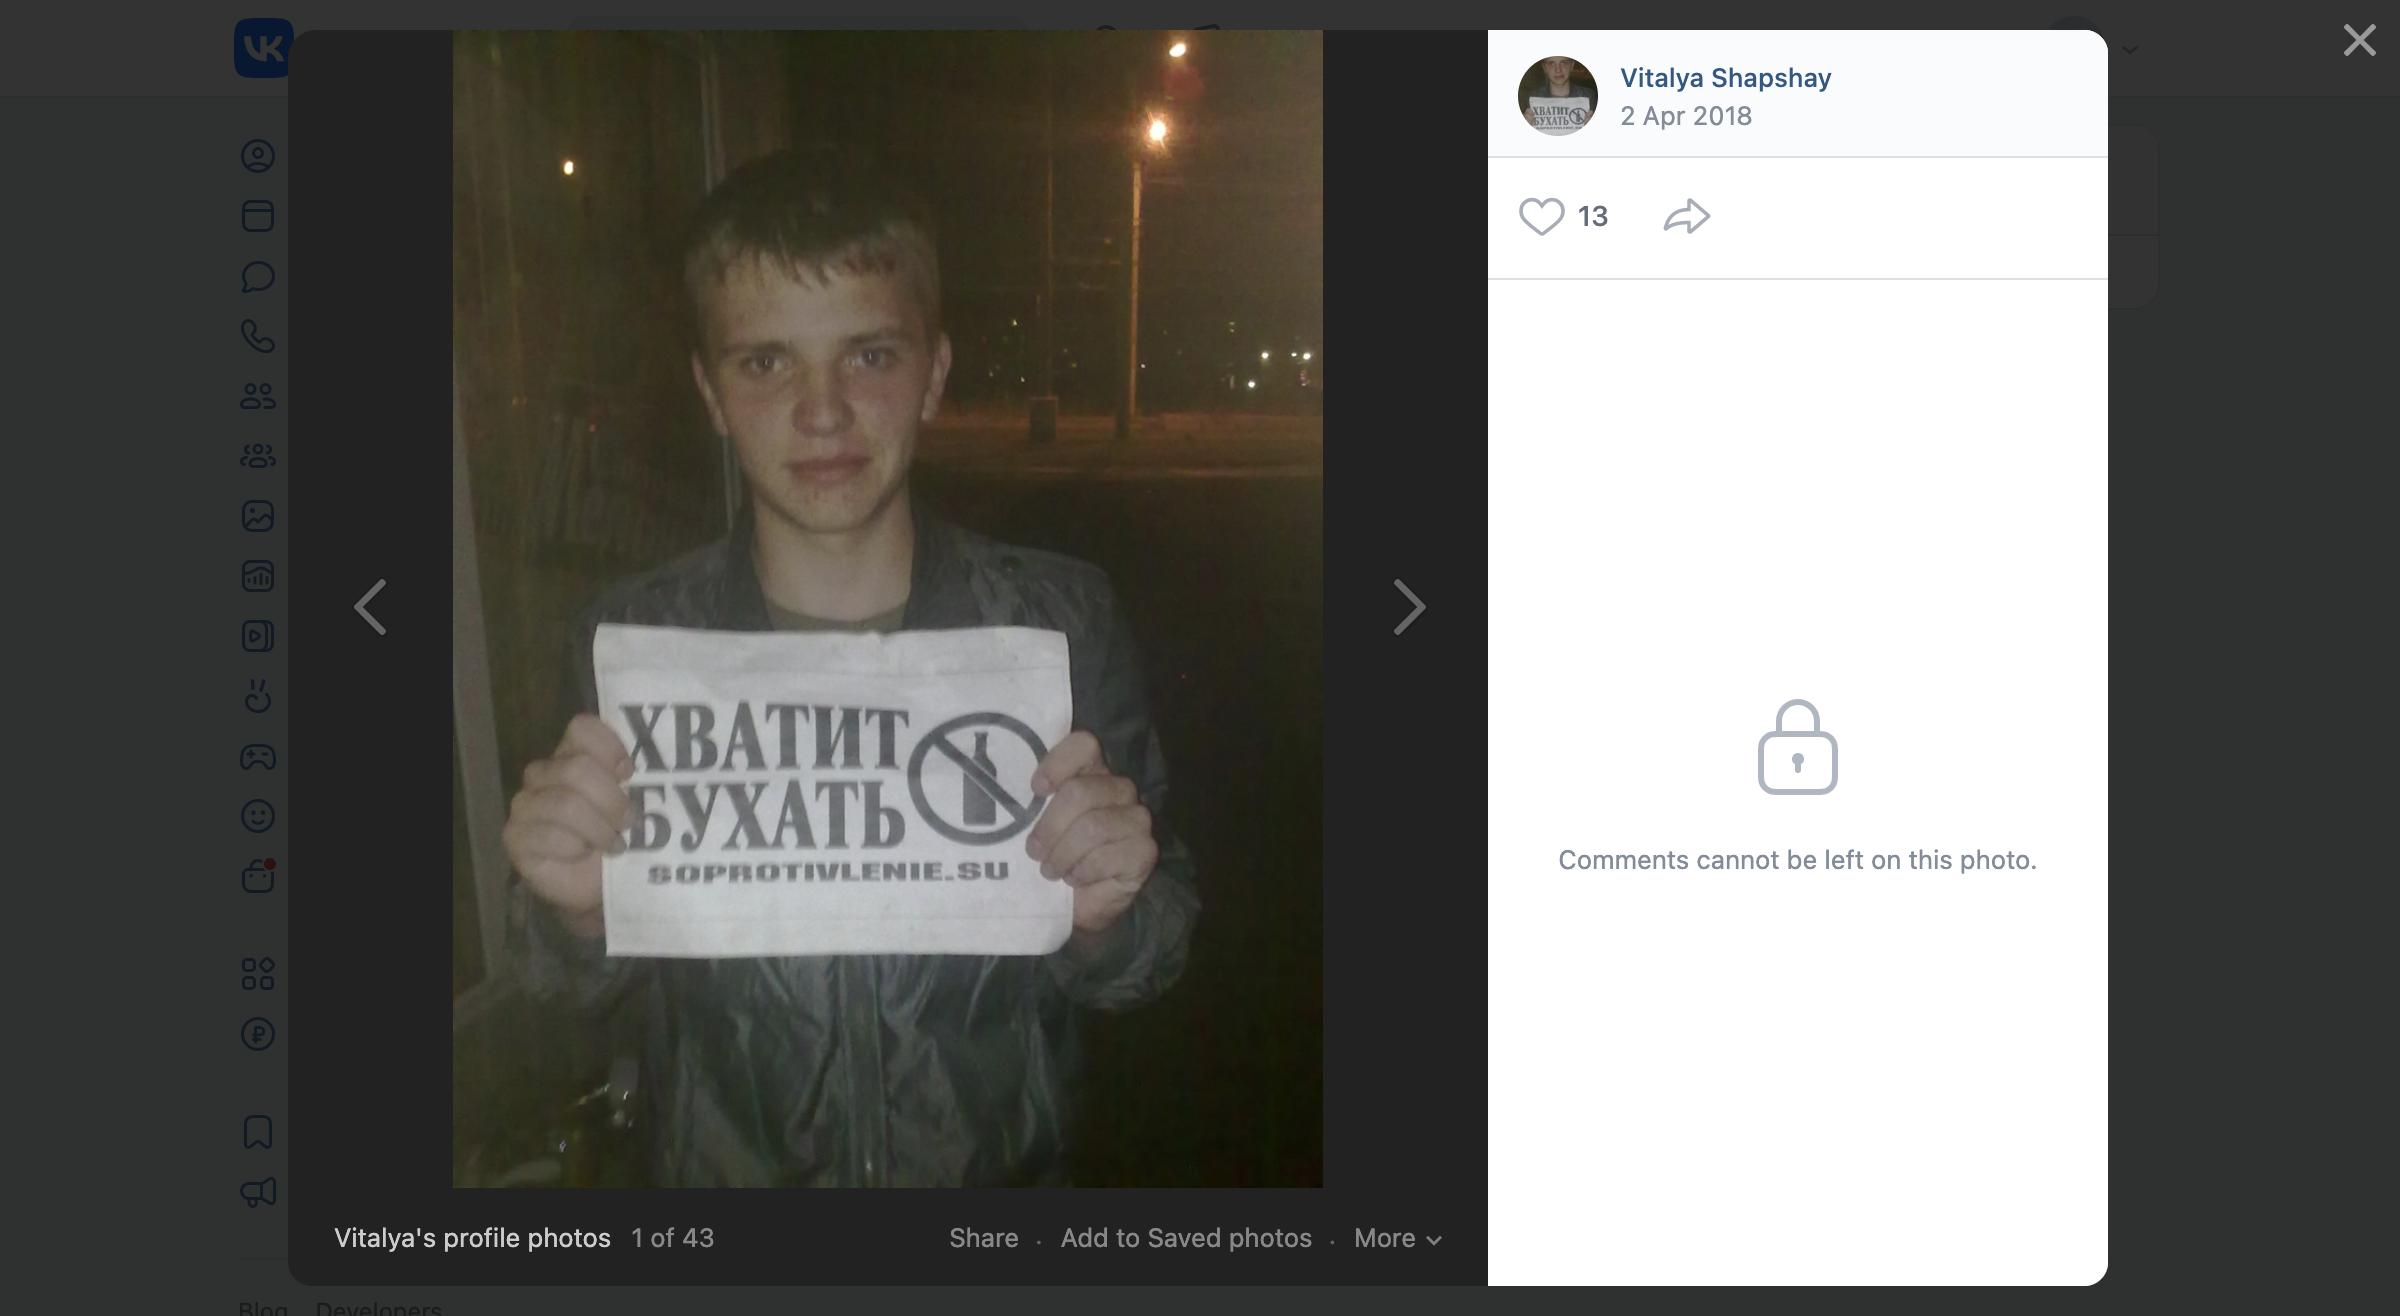 Vitalya Shapshay
2 Apr 2018
13
ХВАТИТ
БУХАТЬ
SOPROTIVLENIE.SU
Comments cannot be left on this photo.
Vitalya's profile photos 1 of 43
Share · Add to Saved photos · More
Blog Developers